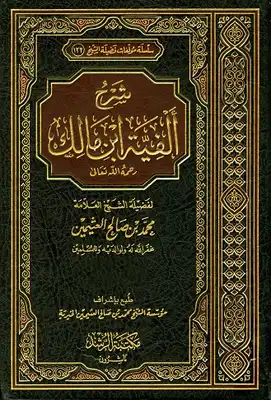 سلسلة مؤلفات فضيلة الشيخ (١٢٢)
شرح
ألفية ابن مالك
رحمه الله تعالى
لفضيلة الشيخ العلامة
محمد بن صالح العثيمين
غفر الله له ولوالديه وللمسلمين
طبع بإشراف
مؤسسة الشيخ محمد بن صالح العثيمين الخيرية
مكتبة الرشد
ناشرون